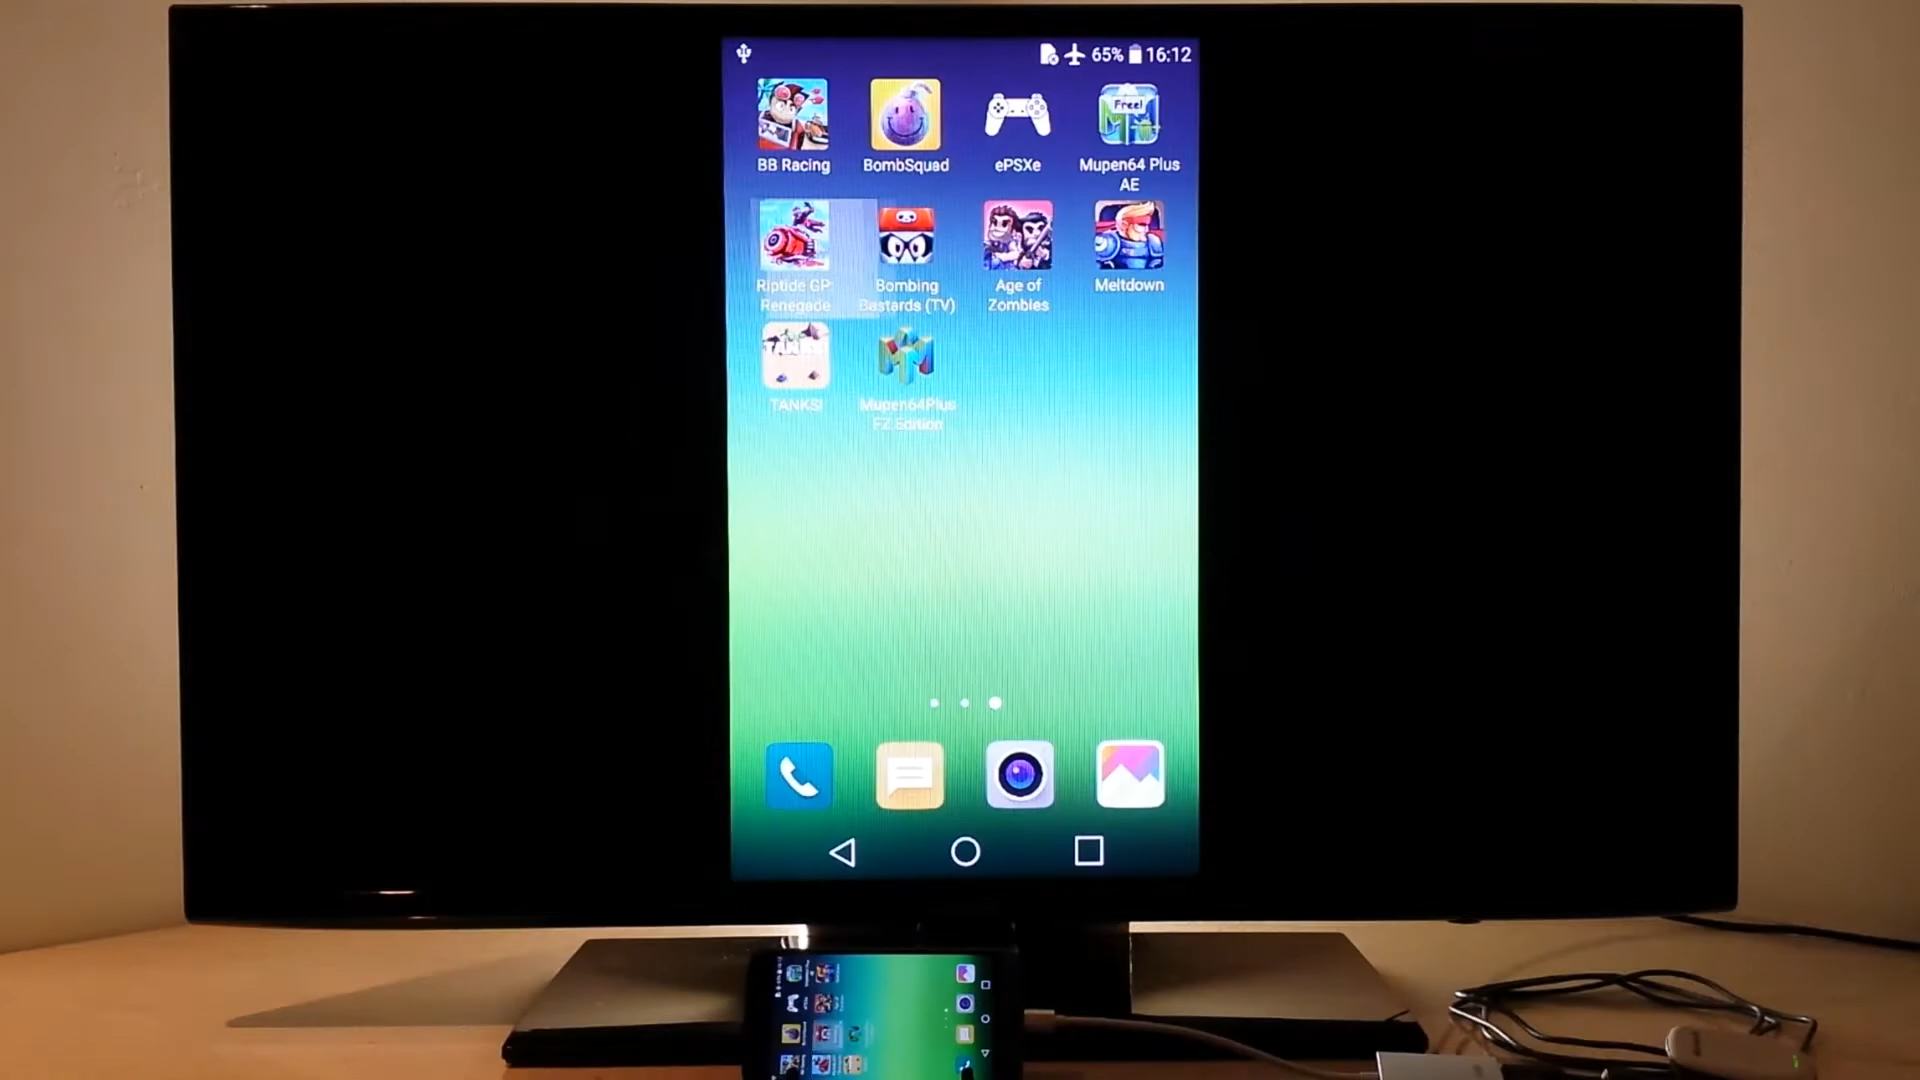 65% 16:12
Free!
BB Racing
BombSquad
ePSXe
Mupen64 Plus
AE
Riptide GP:
Renegade
Bombing
Bastards (TV)
Age of
Zombies
Meltdown
TANKS!
TANKS!
Mupen64Plus
FZ Edition